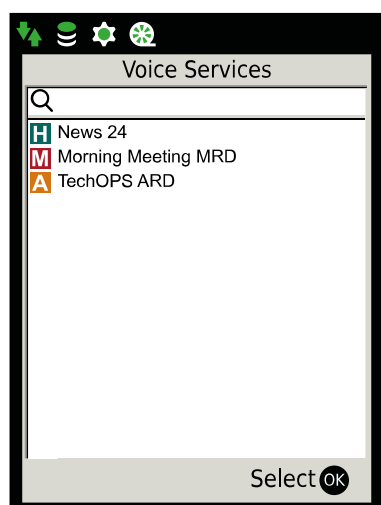 Voice Services
H News 24
M Morning Meeting MRD
A TechOPS ARD
Select OK